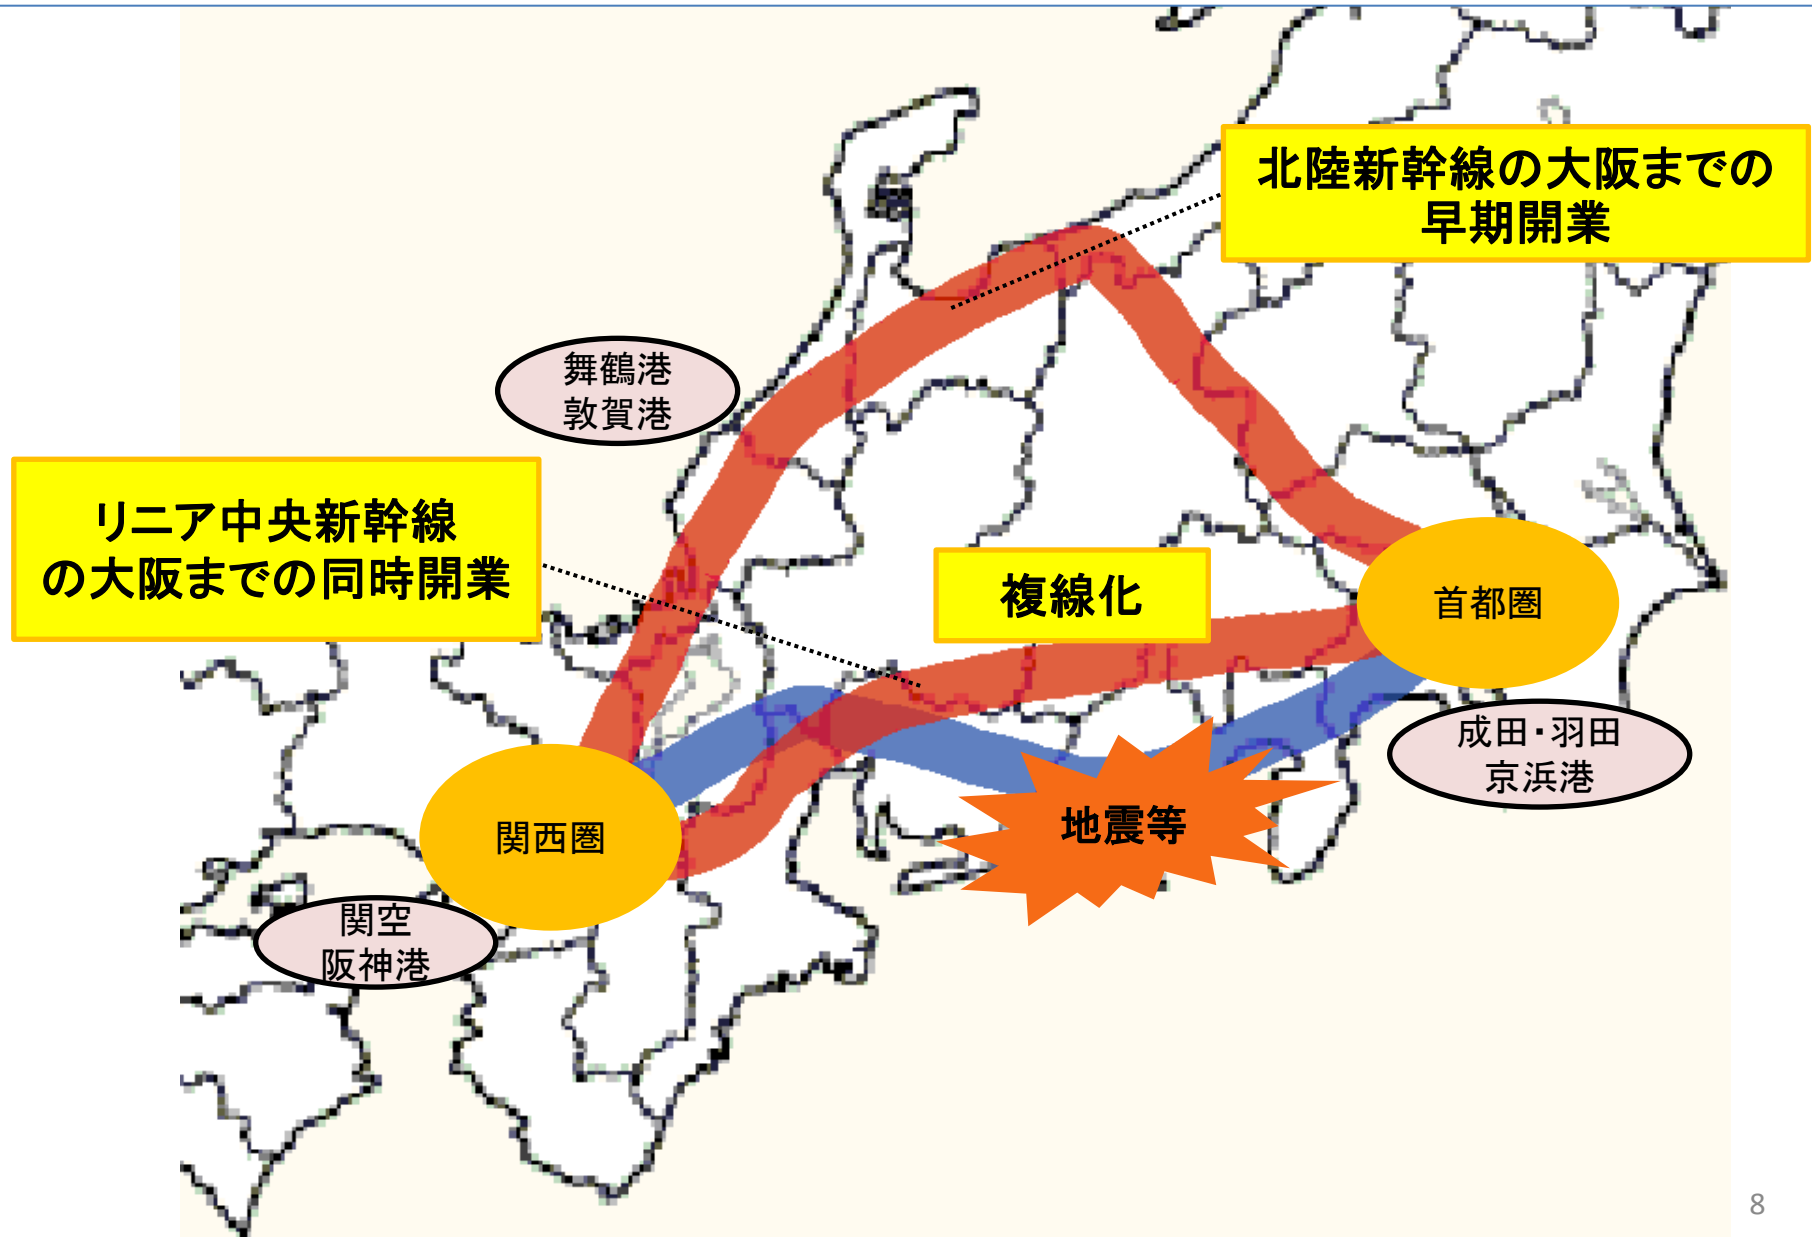 北陸新幹線の大阪までの
早期開業
舞鶴港
敦賀港
リニア中央新幹線
の大阪までの同時開業
複線化
首都圏
成田・羽田
京浜港
地震等
関西圏
関空
阪神港
8